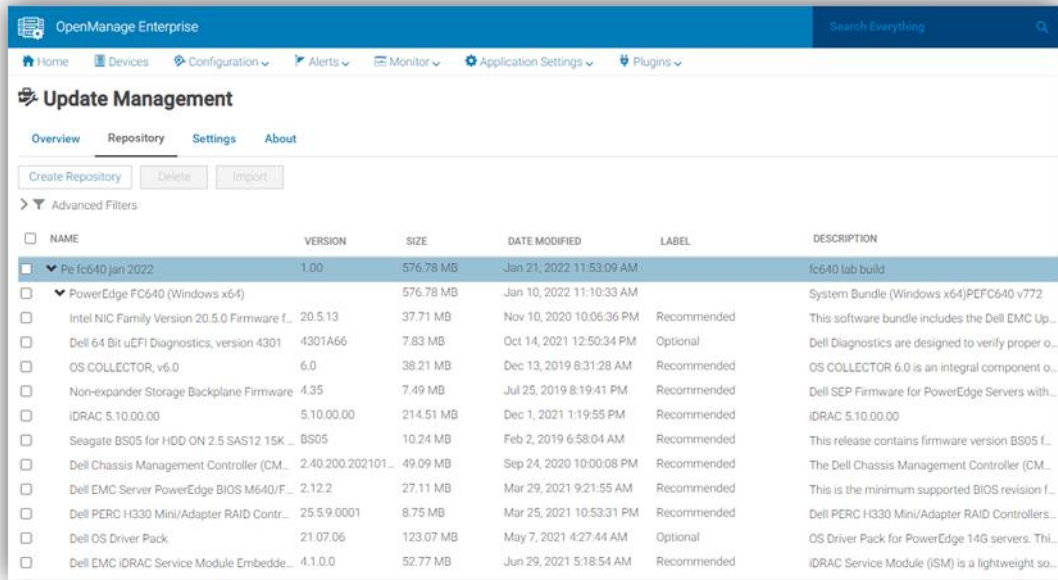 OpenManage Enterprise
Search Everything
Home Devices Configuration Alerts Monitor Application Settings Plugins
Update Management
Overview Repository Settings About
Create Repository Delete Import
Advanced Filters
NAME VERSION SIZE DATE MODIFIED LABEL DESCRIPTION
Pe fc640 jan 2022 1.00 576.78 MB Jan 21, 2022 11:53:09 AM fc640 lab build
PowerEdge FC640 (Windows x64) 576.78 MB Jan 10, 2022 11:10:33 AM System Bundle (Windows x64)PEFC640 v772
Intel NIC Family Version 20.5.0 Firmware f... 20.5.13 37.71 MB Nov 10, 2020 10:06:36 PM Recommended This software bundle includes the Dell EMC Up...
Dell 64 Bit uEFI Diagnostics, version 4301 4301A66 7.83 MB Oct 14, 2021 12:50:34 PM Optional Dell Diagnostics are designed to verify proper o...
OS COLLECTOR, v6.0 6.0 38.21 MB Dec 13, 2019 8:31:28 AM Recommended OS COLLECTOR 6.0 is an integral component o...
Non-expander Storage Backplane Firmware 4.35 7.49 MB Jul 25, 2019 8:19:41 PM Recommended Dell SEP Firmware for PowerEdge Servers with...
iDRAC 5.10.00.00 5.10.00.00 214.51 MB Dec 1, 2021 1:19:55 PM Recommended iDRAC 5.10.00.00
Seagate BS05 for HDD ON 2.5 SAS12 15K ... BS05 10.24 MB Feb 2, 2019 6:58:04 AM Recommended This release contains firmware version BS05 f...
Dell Chassis Management Controller (CM... 2.40.200.202101... 49.09 MB Sep 24, 2020 10:00:08 PM Recommended The Dell Chassis Management Controller (CM...
Dell EMC Server PowerEdge BIOS M640/F... 2.12.2 27.11 MB Mar 29, 2021 9:21:55 AM Recommended This is the minimum supported BIOS revision f...
Dell PERC H330 Mini/Adapter RAID Contr... 25.5.9.0001 8.75 MB Mar 25, 2021 10:53:31 PM Recommended Dell PERC H330 Mini/Adapter RAID Controllers...
Dell OS Driver Pack 21.07.06 123.07 MB May 7, 2021 4:27:44 AM Optional OS Driver Pack for PowerEdge 14G servers. Thi...
Dell EMC iDRAC Service Module Embedde... 4.1.0.0 52.77 MB Jun 29, 2021 5:18:54 AM Recommended iDRAC Service Module (iSM) is a lightweight so...